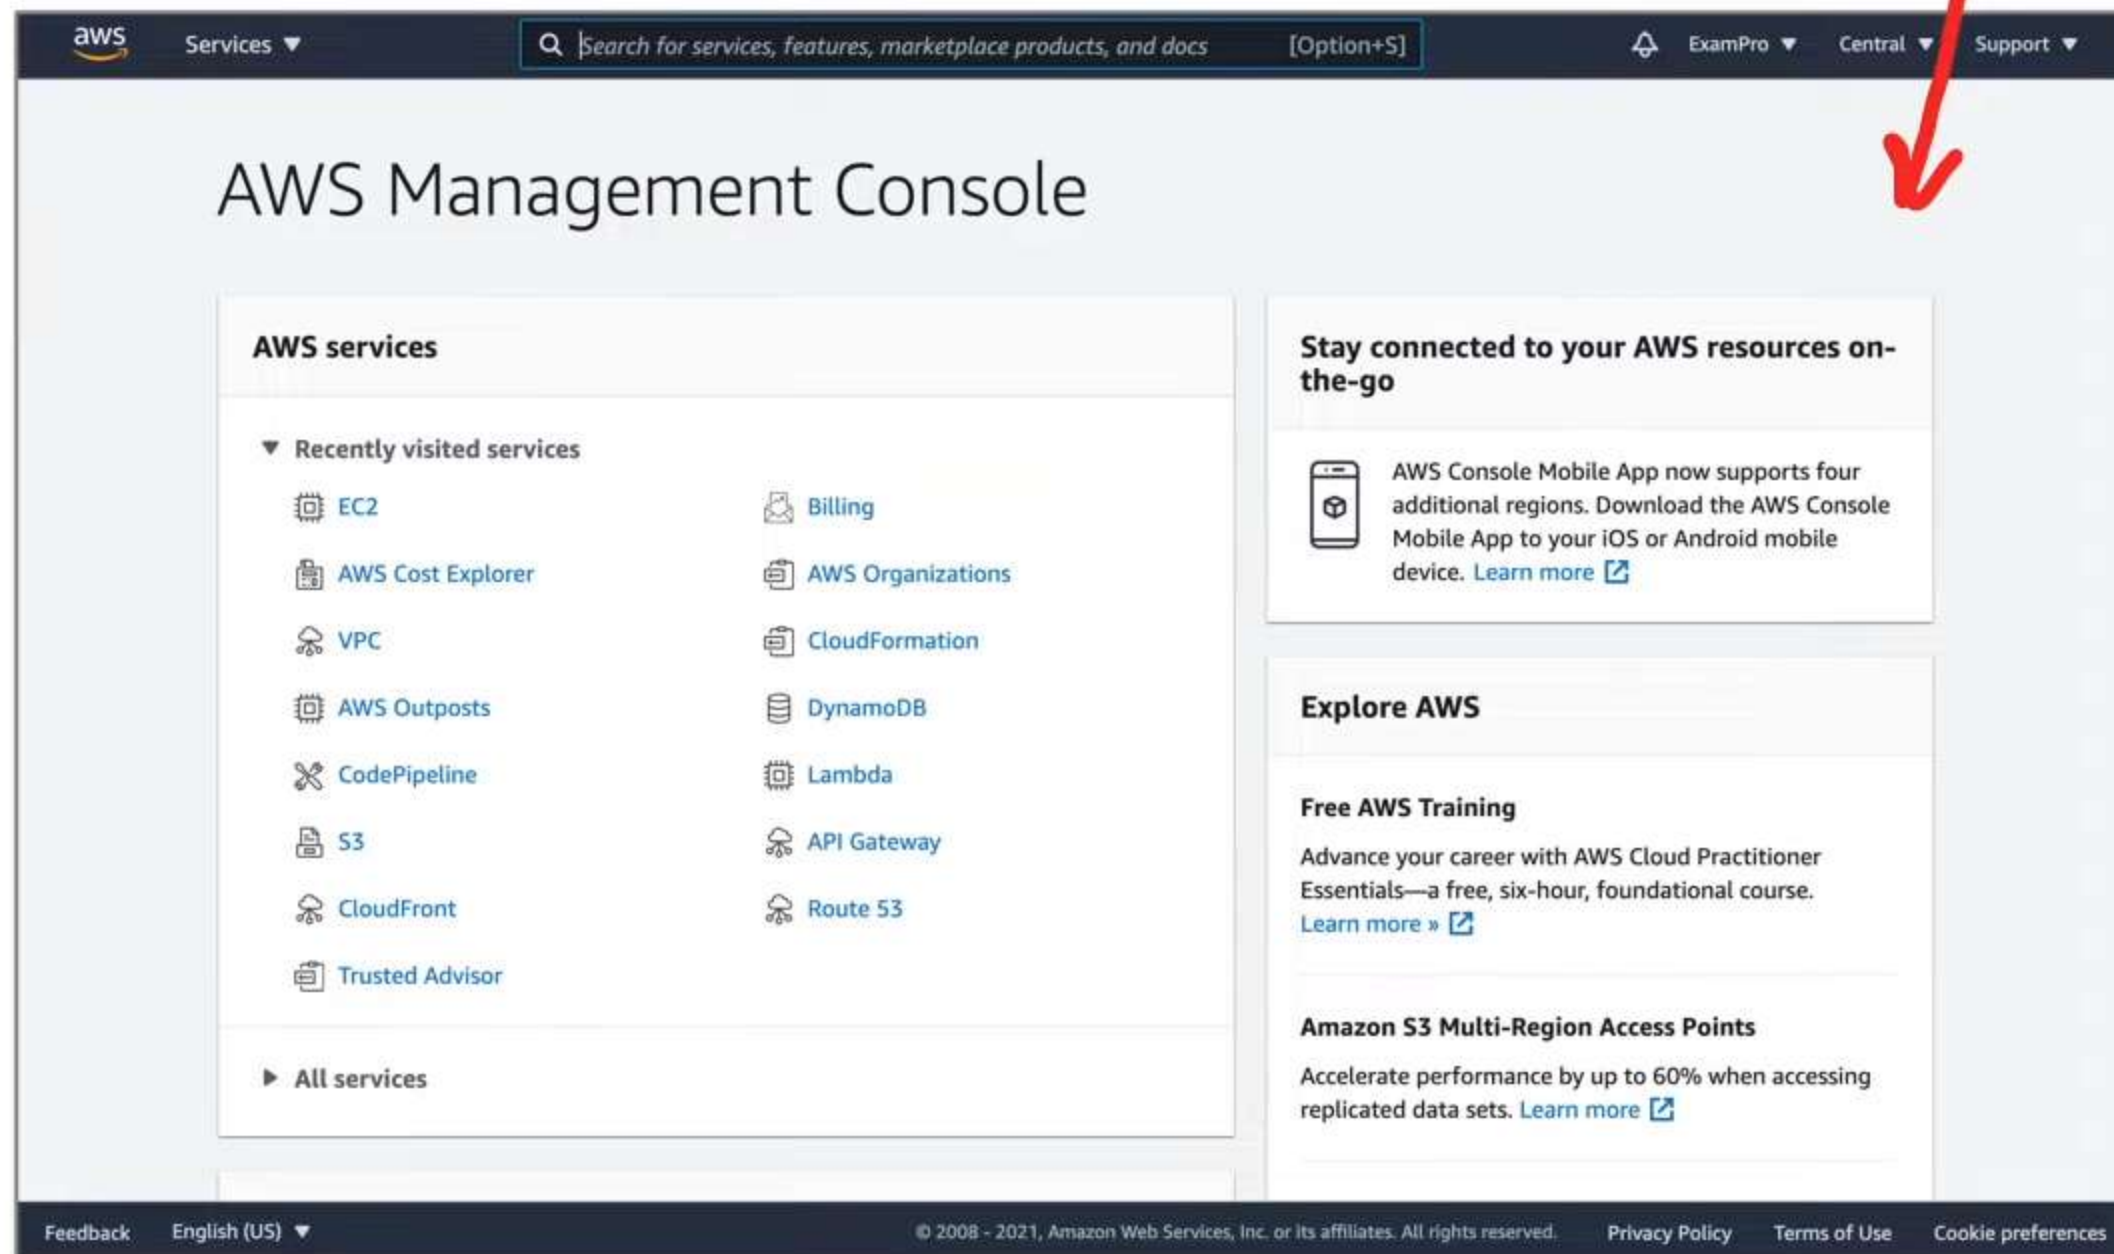 aws Services ▼ Search for services, features, marketplace products, and docs [Option+S] ExamPro ▼ Central ▼ Support ▼
AWS Management Console
AWS services
▼ Recently visited services
EC2
Billing
AWS Cost Explorer
AWS Organizations
VPC
CloudFormation
AWS Outposts
DynamoDB
CodePipeline
Lambda
S3
API Gateway
CloudFront
Route 53
Trusted Advisor
▶ All services
Stay connected to your AWS resources on-
the-go
AWS Console Mobile App now supports four
additional regions. Download the AWS Console
Mobile App to your iOS or Android mobile
device. Learn more
Explore AWS
Free AWS Training
Advance your career with AWS Cloud Practitioner
Essentials—a free, six-hour, foundational course.
Learn more »
Amazon S3 Multi-Region Access Points
Accelerate performance by up to 60% when accessing
replicated data sets. Learn more
Feedback English (US) ▼ © 2008 - 2021, Amazon Web Services, Inc. or its affiliates. All rights reserved. Privacy Policy Terms of Use Cookie preferences